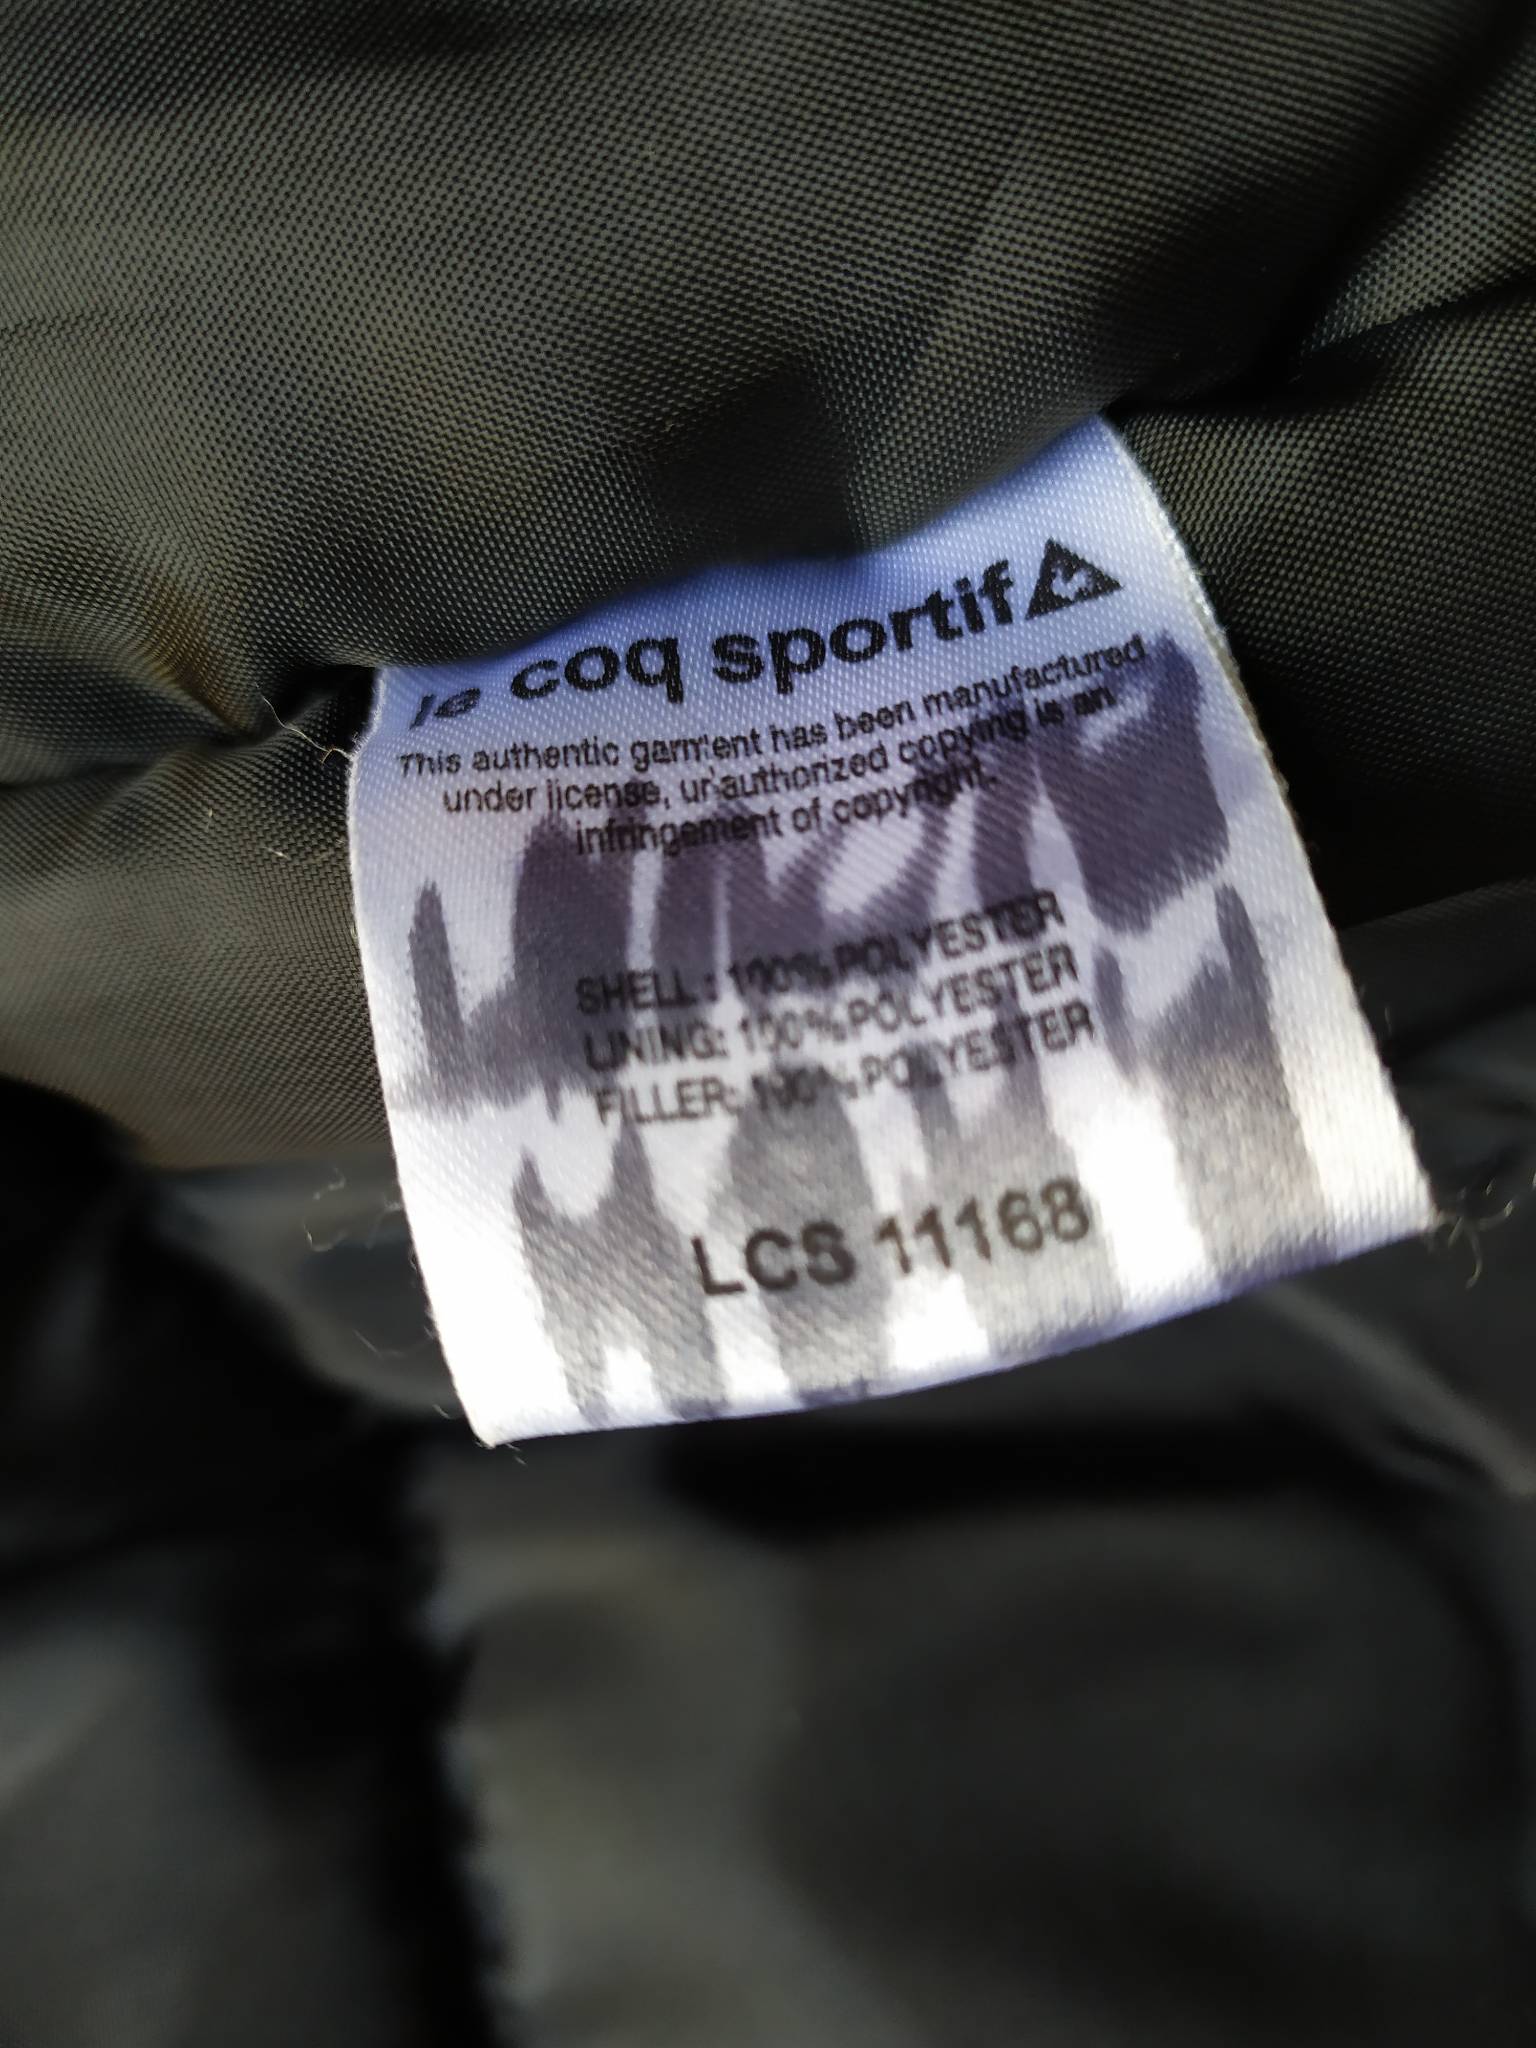 le coq sportif
This authentic garment has been manufactured
under license, unauthorized copying is an
infringement of copyright.
SHELL: 100% POLYESTER
LINING: 100% POLYESTER
FILLER: 100% POLYESTER
LCS 11168